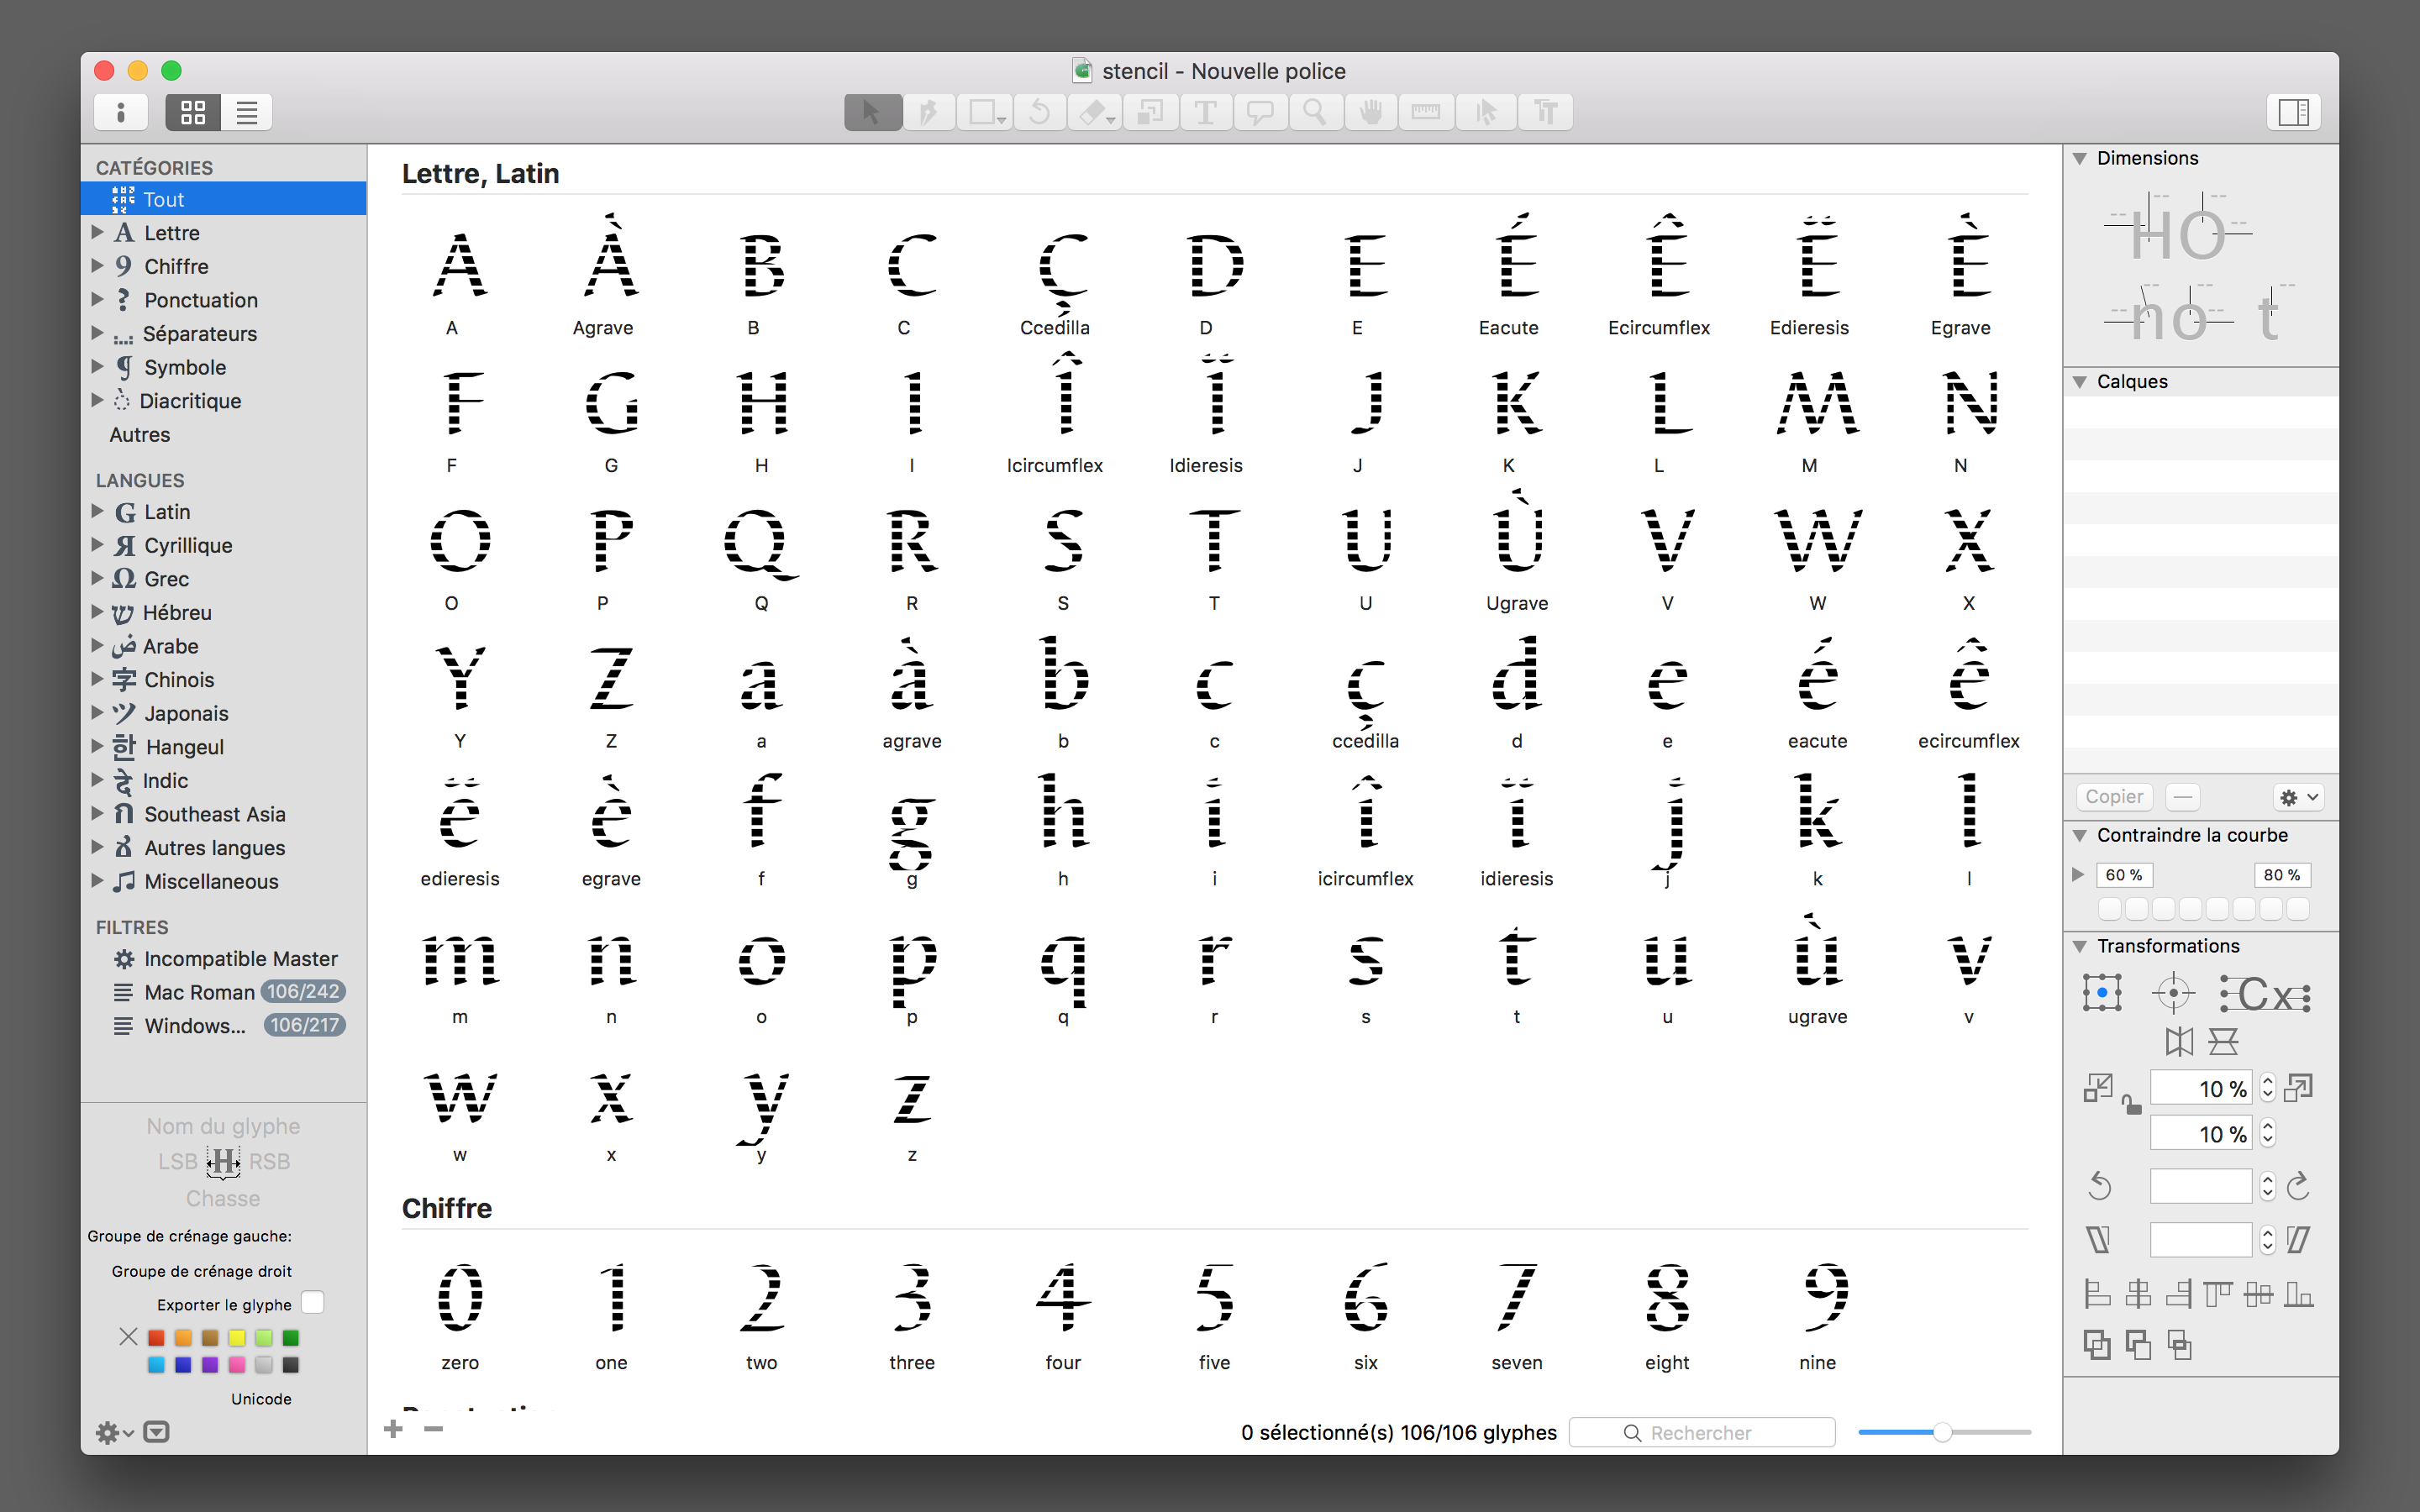 stencil - Nouvelle police
CATÉGORIES
Tout
Lettre
Chiffre
Ponctuation
Séparateurs
Symbole
Diacritique
Autres
LANGUES
Latin
Cyrillique
Grec
Hébreu
Arabe
Chinois
Japonais
Hangeul
Indic
Southeast Asia
Autres langues
Miscellaneous
FILTRES
Incompatible Master
Mac Roman 106/242
Windows... 106/217
Nom du glyphe
LSB H RSB
Chasse
Groupe de crénage gauche:
Groupe de crénage droit
Exporter le glyphe
Unicode
Lettre, Latin
A À B C Ç D E É Ê Ë È
A Agrave B C Ccedilla D E Eacute Ecircumflex Edieresis Egrave
F G H I Î Ï J K L M N
F G H I Icircumflex Idieresis J K L M N
O P Q R S T U Ù V W X
O P Q R S T U Ugrave V W X
Y Z a à b c ç d e é ê
Y Z a agrave b c ccedilla d e eacute ecircumflex
ë è f g h i î ï j k l
edieresis egrave f g h i icircumflex idieresis j k l
m n o p q r s t u ù v
m n o p q r s t u ugrave v
w x y z
w x y z
Chiffre
0 1 2 3 4 5 6 7 8 9
zero one two three four five six seven eight nine
0 sélectionné(s) 106/106 glyphes
Rechercher
Dimensions
HO
no t
Calques
Copier
Contraindre la courbe
60 % 80 %
Transformations
Cx
10 %
10 %